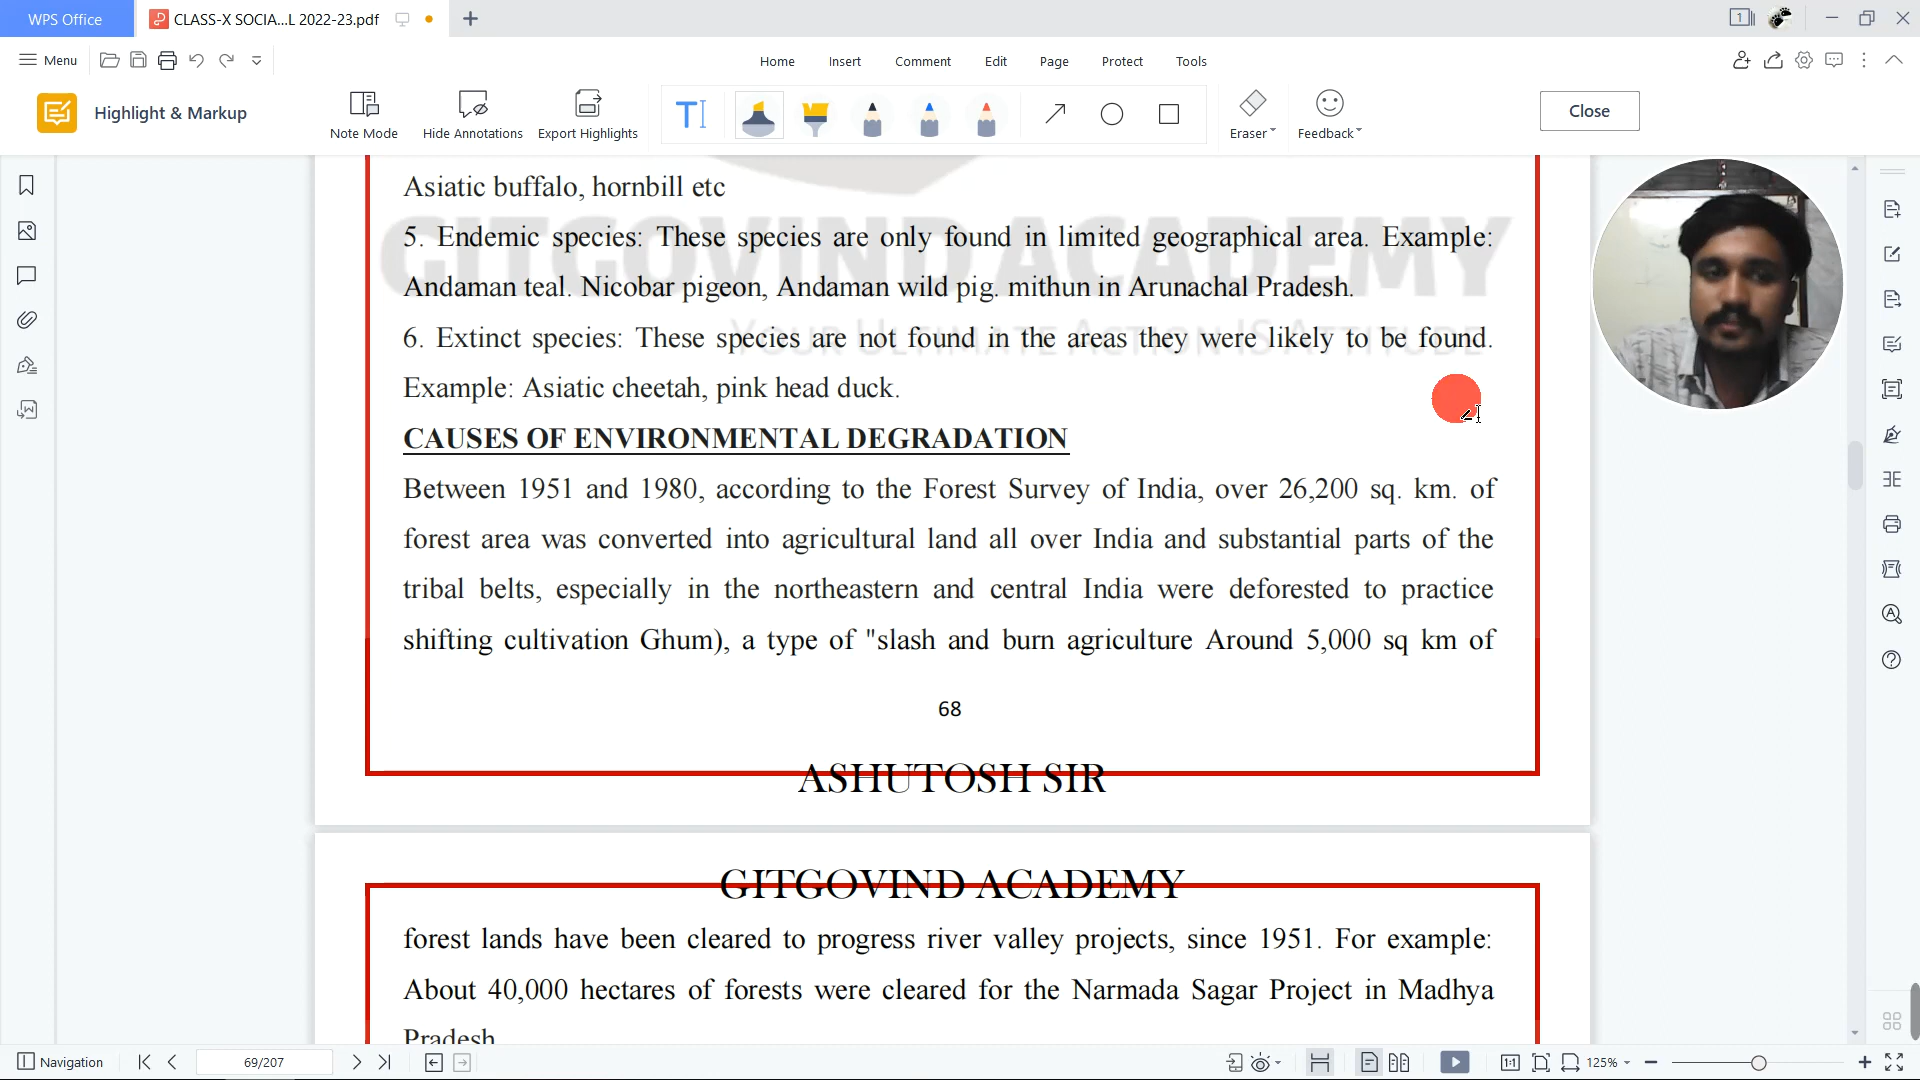 WPS Office
CLASS-X SOCIA...L 2022-23.pdf
Menu
Home Insert Comment Edit Page Protect Tools
Highlight & Markup
Note Mode Hide Annotations Export Highlights
Eraser Feedback
Close
Asiatic buffalo, hornbill etc
GITGOVIND ACADEMY
5. Endemic species: These species are only found in limited geographical area. Example:
Andaman teal. Nicobar pigeon, Andaman wild pig. mithun in Arunachal Pradesh.
YOUR ULTIMATE ACTION IS ATTITUDE
6. Extinct species: These species are not found in the areas they were likely to be found.
Example: Asiatic cheetah, pink head duck.
CAUSES OF ENVIRONMENTAL DEGRADATION
Between 1951 and 1980, according to the Forest Survey of India, over 26,200 sq. km. of
forest area was converted into agricultural land all over India and substantial parts of the
tribal belts, especially in the northeastern and central India were deforested to practice
shifting cultivation Ghum), a type of "slash and burn agriculture Around 5,000 sq km of
68
ASHUTOSH SIR
GITGOVIND ACADEMY
forest lands have been cleared to progress river valley projects, since 1951. For example:
About 40,000 hectares of forests were cleared for the Narmada Sagar Project in Madhya
Pradesh
Navigation 69/207 125%